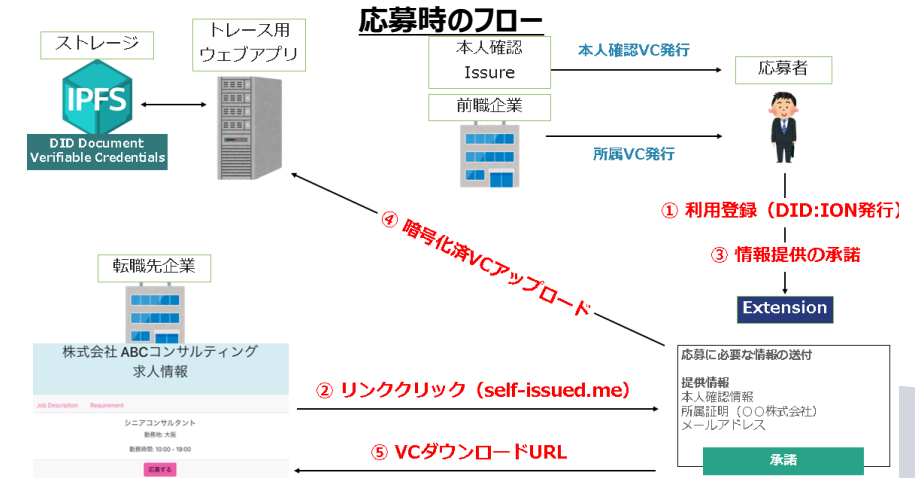 応募時のフロー
ストレージ
トレース用
ウェブアプリ
IPFS
DID Document
Verifiable Credentials
本人確認
Issure
本人確認VC発行
応募者
前職企業
所属VC発行
① 利用登録（DID:ION発行）
③ 情報提供の承諾
Extension
④ 暗号化済VCアップロード
転職先企業
株式会社 ABCコンサルティング
求人情報
Job Description Requirement
シニアコンサルタント
勤務地: 大阪
勤務時間: 10:00 - 19:00
応募する
② リンククリック（self-issued.me）
⑤ VCダウンロードURL
応募に必要な情報の送付
提供情報
本人確認情報
所属証明（○○株式会社）
メールアドレス
承諾